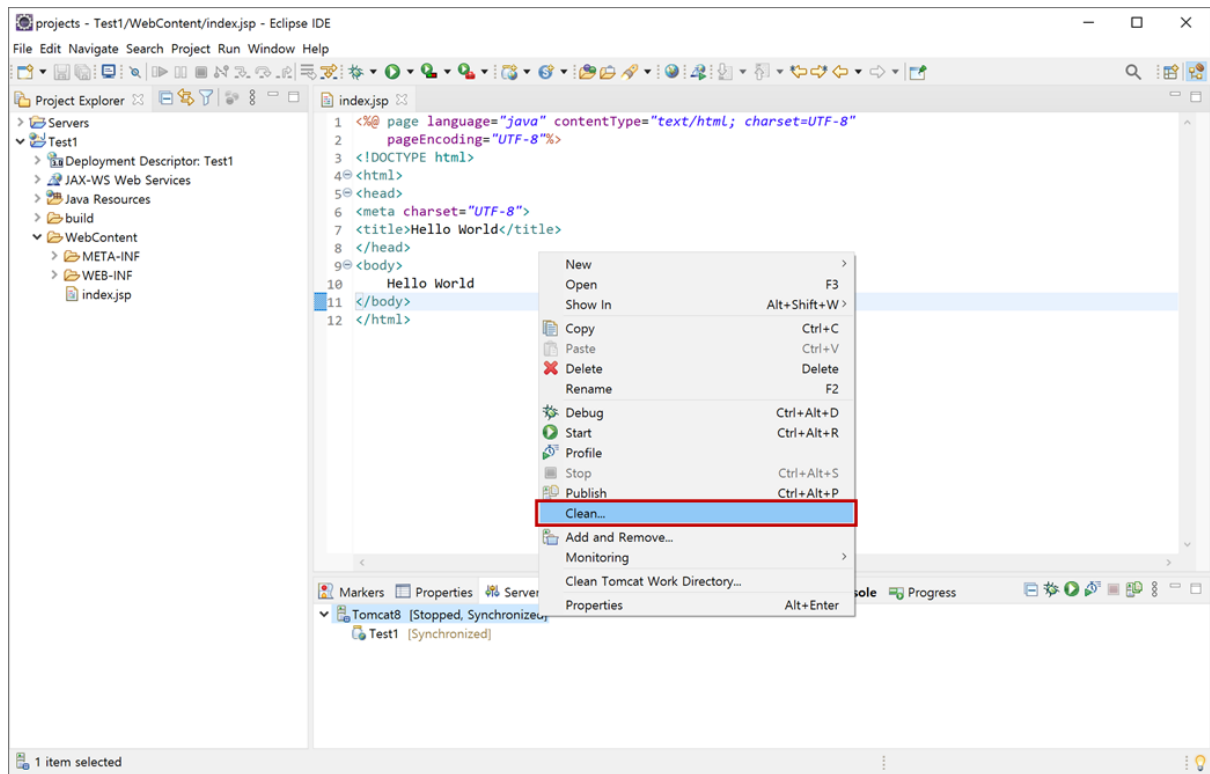 projects - Test1/WebContent/index.jsp - Eclipse IDE
File Edit Navigate Search Project Run Window Help
Project Explorer
Servers
Test1
Deployment Descriptor: Test1
JAX-WS Web Services
Java Resources
build
WebContent
META-INF
WEB-INF
index.jsp
index.jsp
1 <%@ page language="java" contentType="text/html; charset=UTF-8"
2 pageEncoding="UTF-8"%>
3 <!DOCTYPE html>
4 <html>
5 <head>
6 <meta charset="UTF-8">
7 <title>Hello World</title>
8 </head>
9 <body>
10 Hello World
11 </body>
12 </html>
New
Open F3
Show In Alt+Shift+W
Copy Ctrl+C
Paste Ctrl+V
Delete Delete
Rename F2
Debug Ctrl+Alt+D
Start Ctrl+Alt+R
Profile
Stop Ctrl+Alt+S
Publish Ctrl+Alt+P
Clean...
Add and Remove...
Monitoring
Clean Tomcat Work Directory...
Properties Alt+Enter
Markers Properties Server sole Progress
Tomcat8 [Stopped, Synchronized]
Test1 [Synchronized]
1 item selected